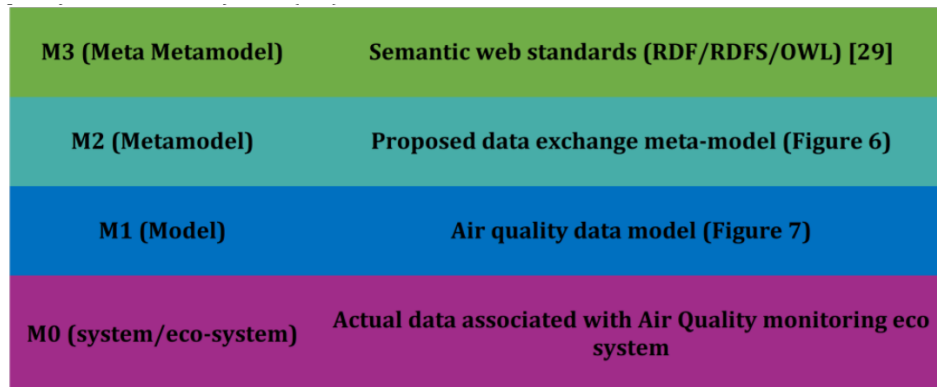 M3 (Meta Metamodel) Semantic web standards (RDF/RDFS/OWL) [29]
M2 (Metamodel) Proposed data exchange meta-model (Figure 6)
M1 (Model) Air quality data model (Figure 7)
M0 (system/eco-system) Actual data associated with Air Quality monitoring eco
system